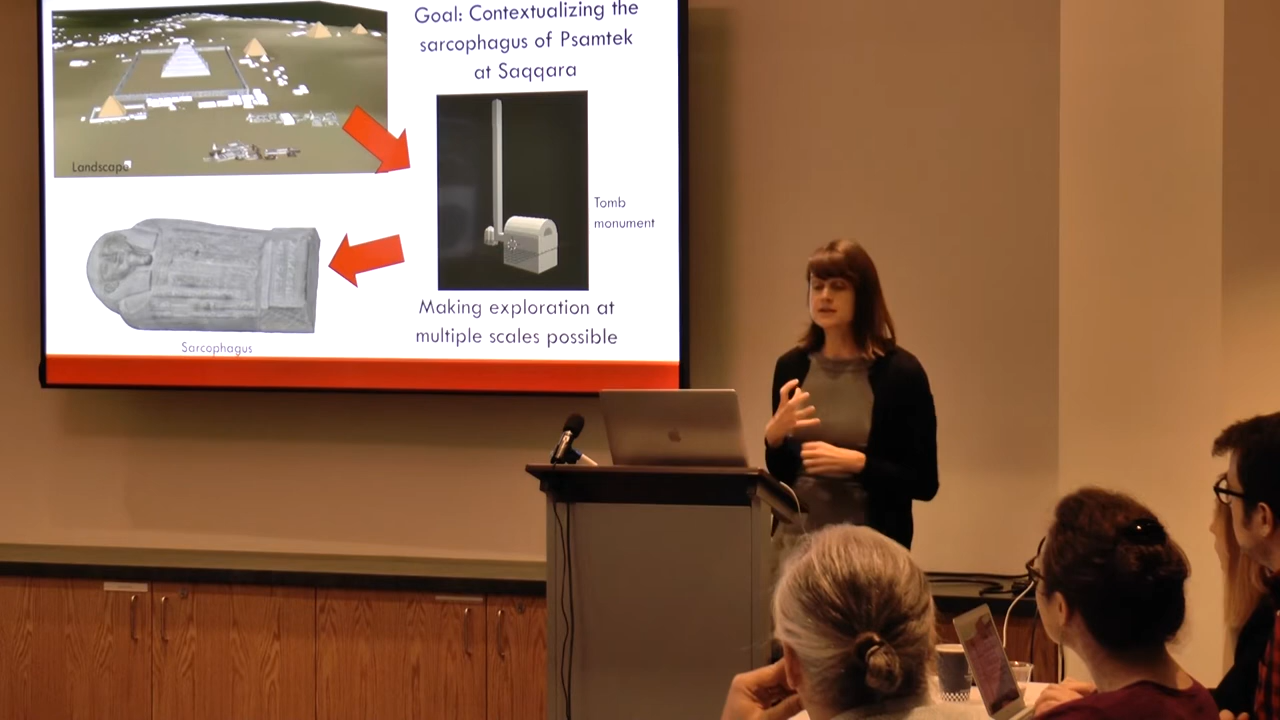 Goal: Contextualizing the
sarcophagus of Psamtek
at Saqqara
Landscape
Tomb
monument
Making exploration at
multiple scales possible
Sarcophagus